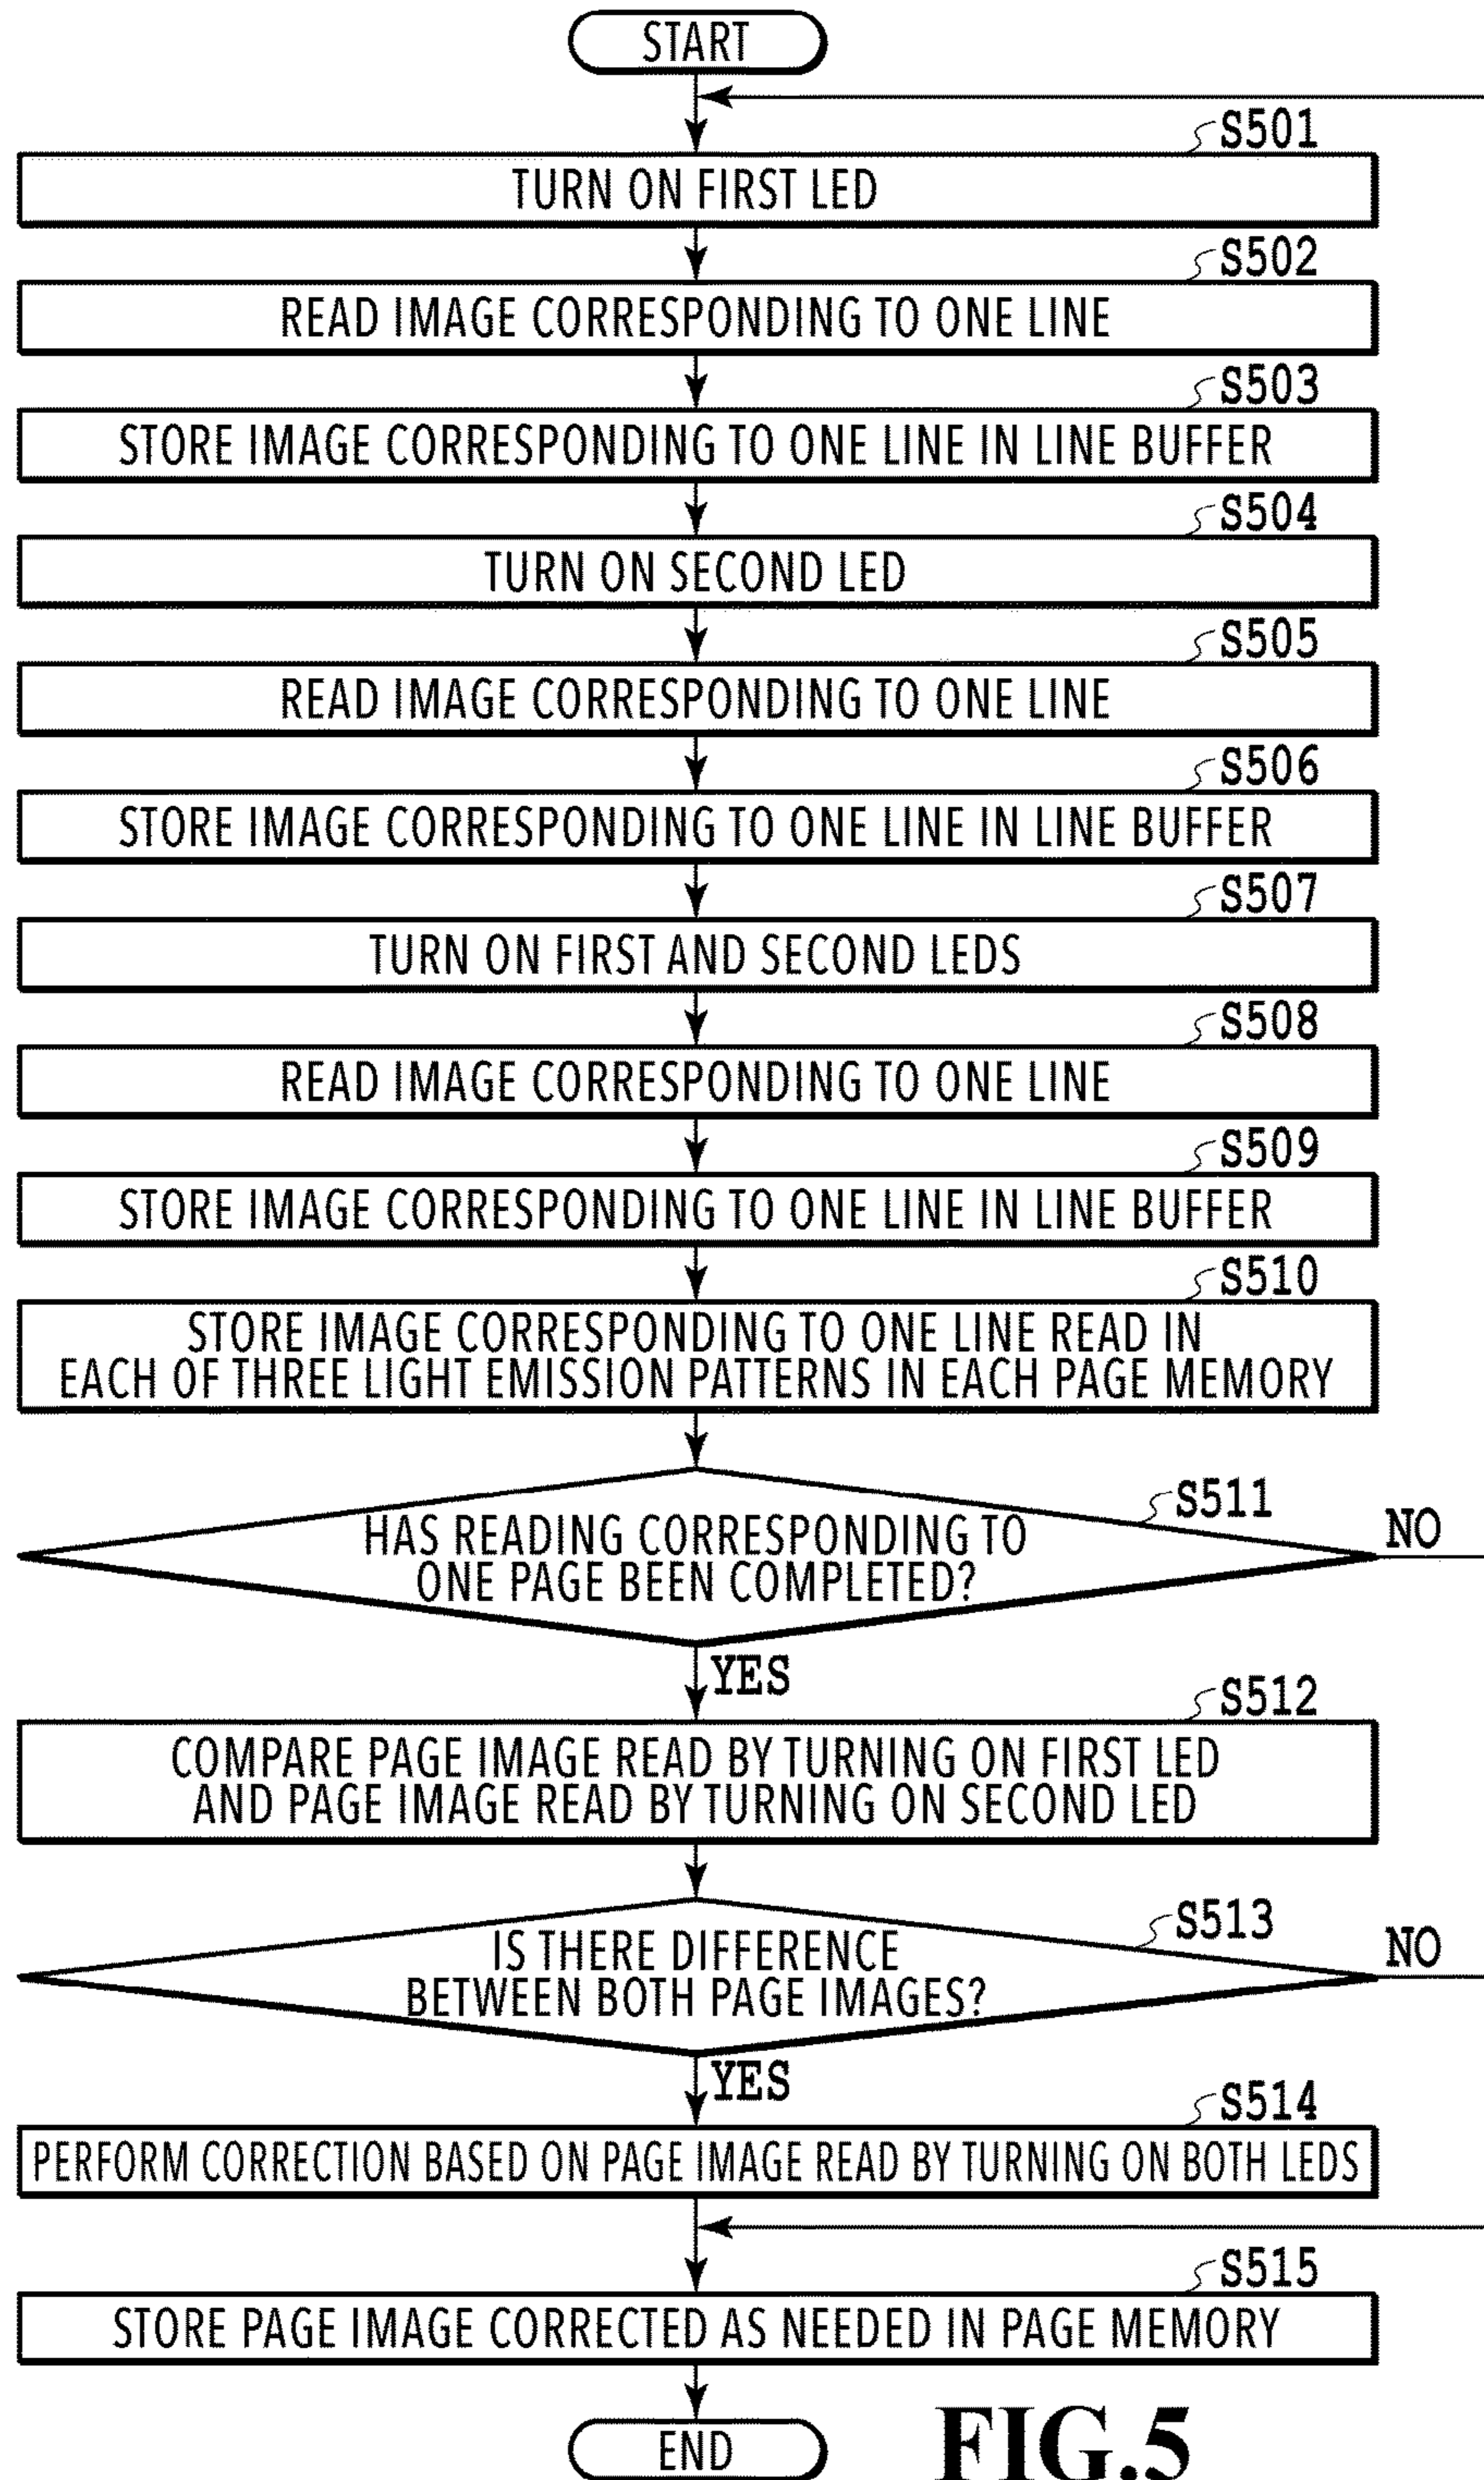 START
S501
TURN ON FIRST LED
S502
READ IMAGE CORRESPONDING TO ONE LINE
S503
STORE IMAGE CORRESPONDING TO ONE LINE IN LINE BUFFER
S504
TURN ON SECOND LED
S505
READ IMAGE CORRESPONDING TO ONE LINE
S506
STORE IMAGE CORRESPONDING TO ONE LINE IN LINE BUFFER
S507
TURN ON FIRST AND SECOND LEDS
S508
READ IMAGE CORRESPONDING TO ONE LINE
S509
STORE IMAGE CORRESPONDING TO ONE LINE IN LINE BUFFER
S510
STORE IMAGE CORRESPONDING TO ONE LINE READ IN
EACH OF THREE LIGHT EMISSION PATTERNS IN EACH PAGE MEMORY
S511
HAS READING CORRESPONDING TO
ONE PAGE BEEN COMPLETED?
NO
YES
S512
COMPARE PAGE IMAGE READ BY TURNING ON FIRST LED
AND PAGE IMAGE READ BY TURNING ON SECOND LED
S513
IS THERE DIFFERENCE
BETWEEN BOTH PAGE IMAGES?
NO
YES
S514
PERFORM CORRECTION BASED ON PAGE IMAGE READ BY TURNING ON BOTH LEDS
S515
STORE PAGE IMAGE CORRECTED AS NEEDED IN PAGE MEMORY
END
FIG.5